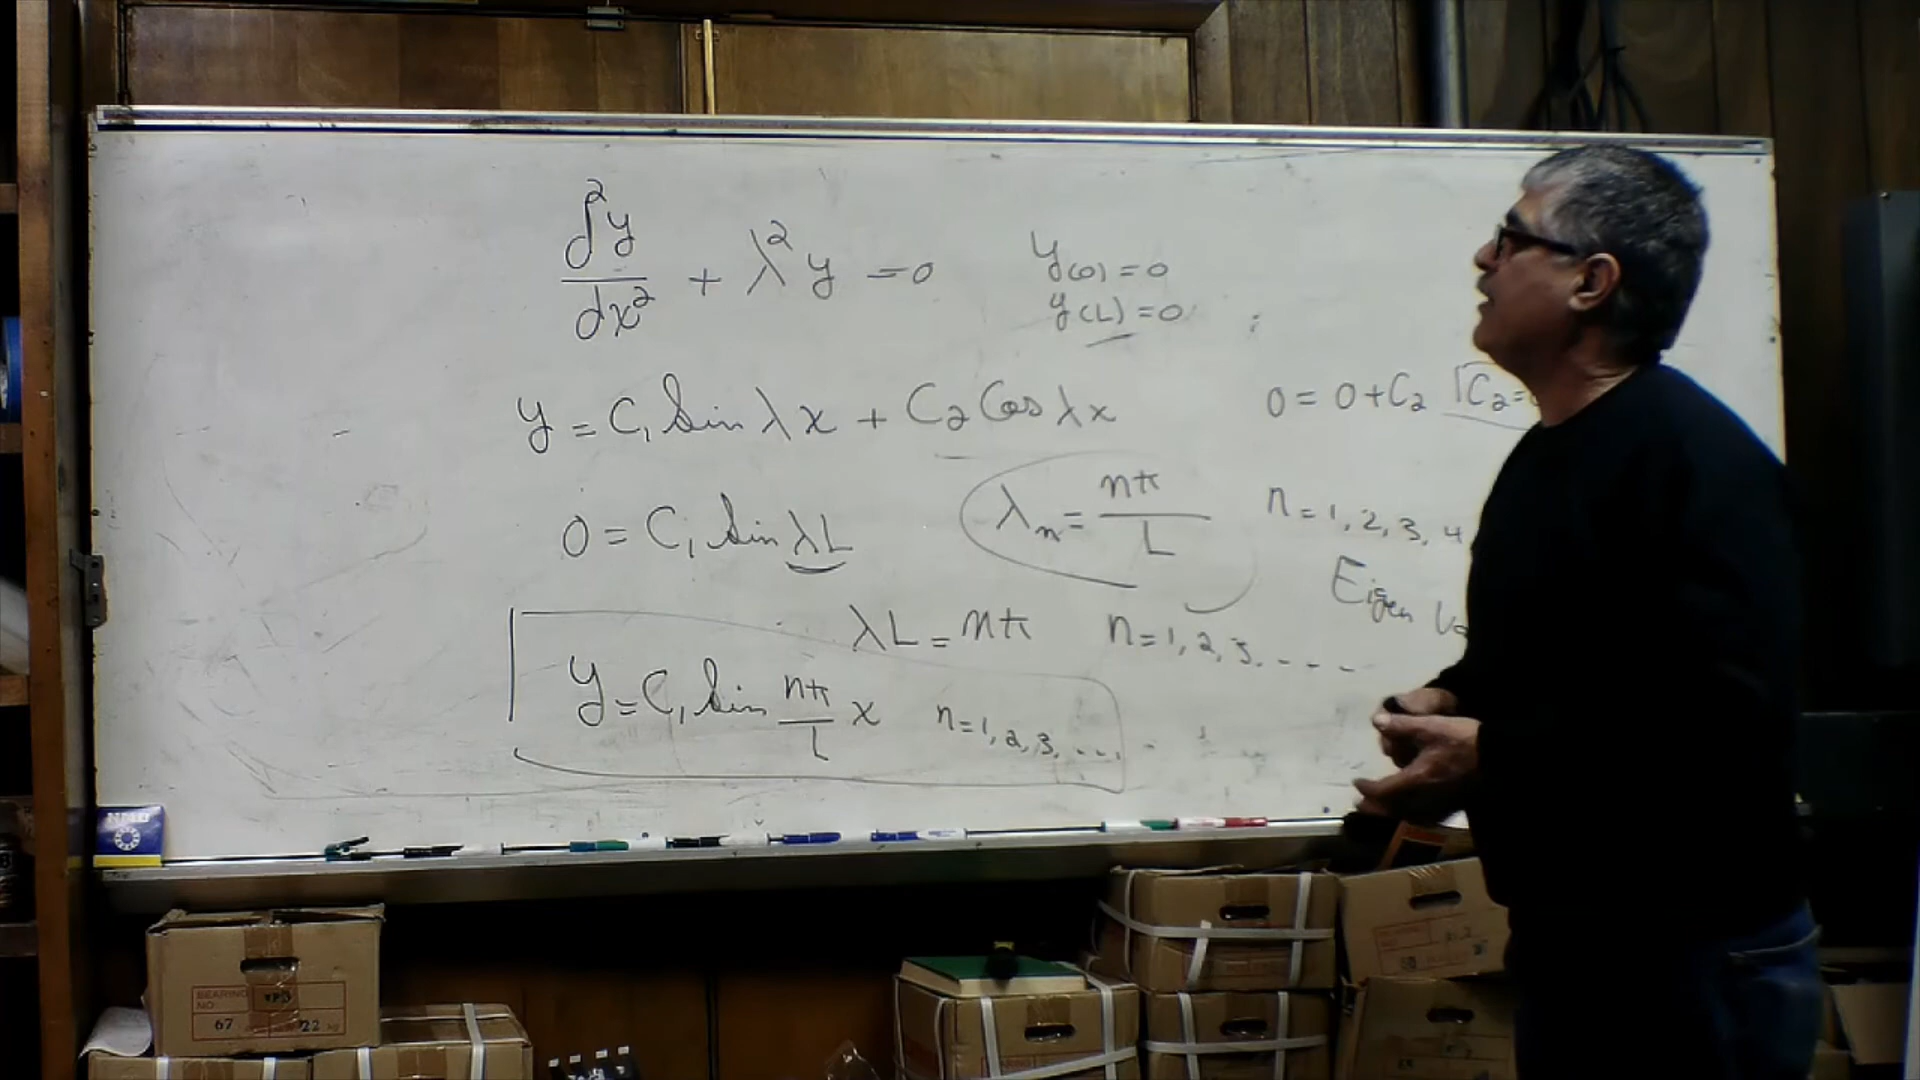 d²y/dx² + λ²y = 0    y(0) = 0
y(L) = 0
y = C₁ Sin λx + C₂ Cos λx    0 = 0 + C₂    C₂ =
0 = C₁ Sin λL    λₙ = nπ/L    n = 1, 2, 3, 4
Eigen
λL = nπ    n = 1, 2, 3, - - - -
y = C₁ Sin nπ/L x    n = 1, 2, 3, ....
BEARING
NO.
67 22